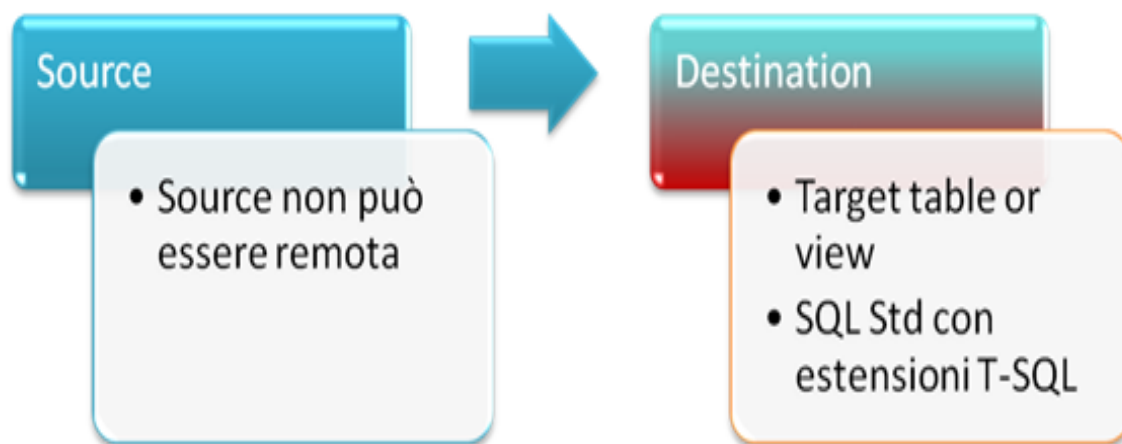 Source
• Source non può
essere remota
Destination
• Target table or
view
• SQL Std con
estensioni T-SQL